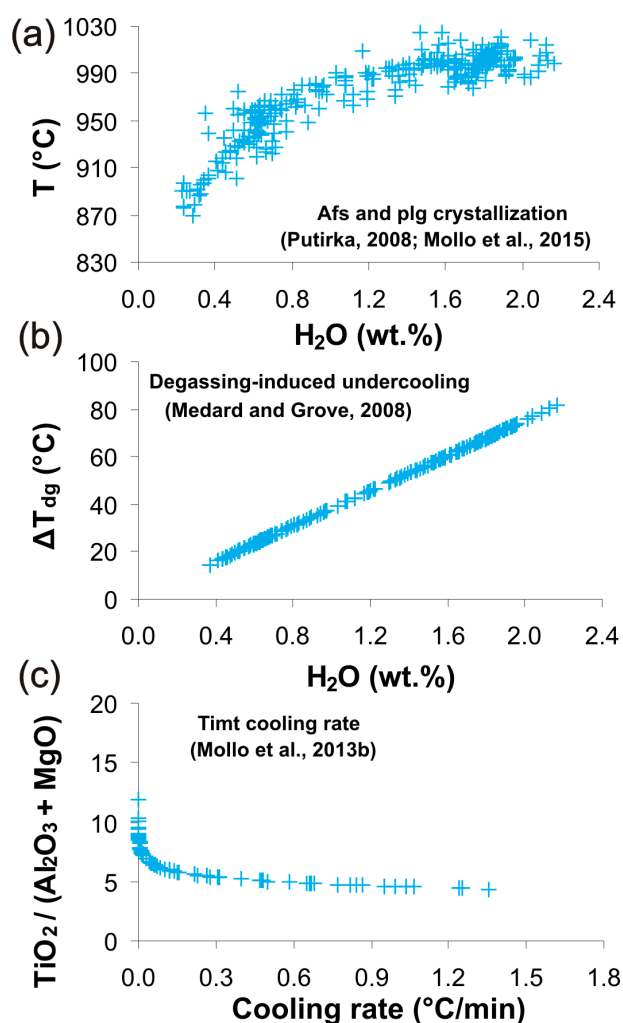 (a)
T (°C)
1030
990
950
910
870
830
Afs and plg crystallization
(Putirka, 2008; Mollo et al., 2015)
0.0 0.4 0.8 1.2 1.6 2.0 2.4
H₂O (wt.%)
(b)
ΔTdg (°C)
100
80
60
40
20
0
Degassing-induced undercooling
(Medard and Grove, 2008)
0.0 0.4 0.8 1.2 1.6 2.0 2.4
H₂O (wt.%)
(c)
TiO₂ / (Al₂O₃ + MgO)
20
15
10
5
0
Timt cooling rate
(Mollo et al., 2013b)
0.0 0.3 0.6 0.9 1.2 1.5 1.8
Cooling rate (°C/min)